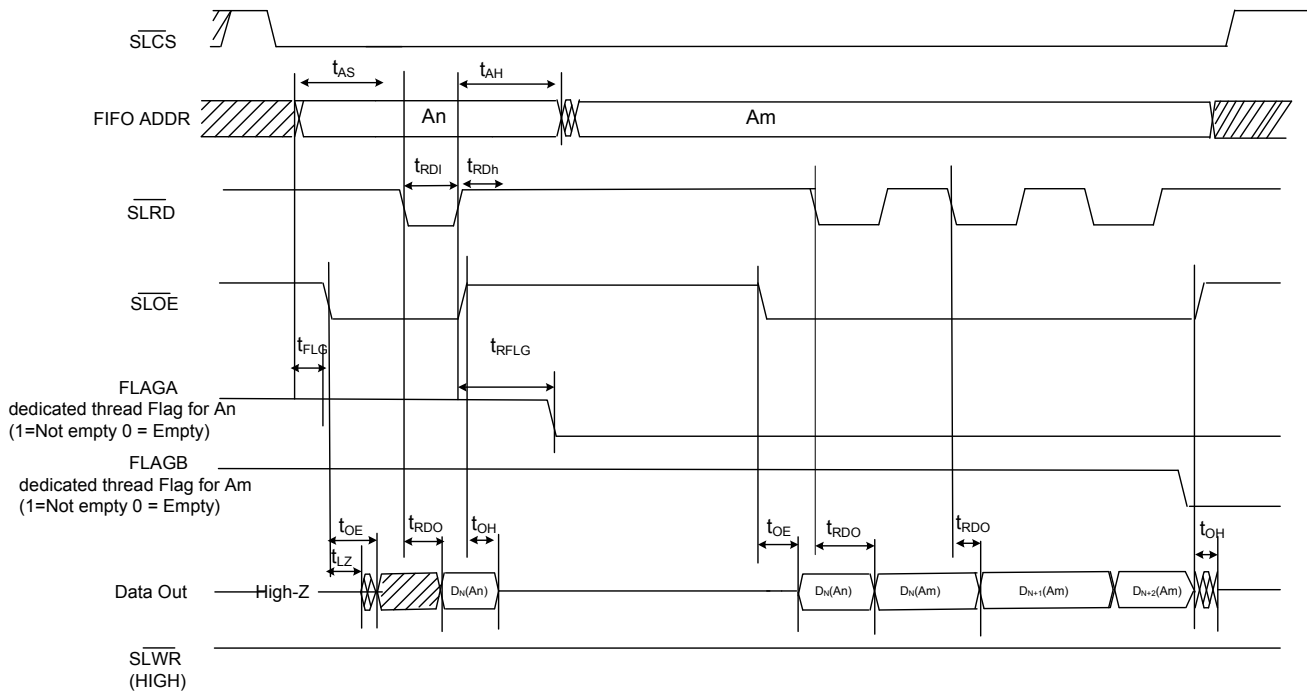 SLCS
tAS
tAH
FIFO ADDR
An
Am
tRDl
tRDh
SLRD
SLOE
tFLG
tRFLG
FLAGA
dedicated thread Flag for An
(1=Not empty 0 = Empty)
FLAGB
dedicated thread Flag for Am
(1=Not empty 0 = Empty)
tOE
tRDO
tOH
tOE
tRDO
tRDO
tOH
tLZ
Data Out
High-Z
DN(An)
DN(An)
DN(Am)
DN+1(Am)
DN+2(Am)
SLWR
(HIGH)